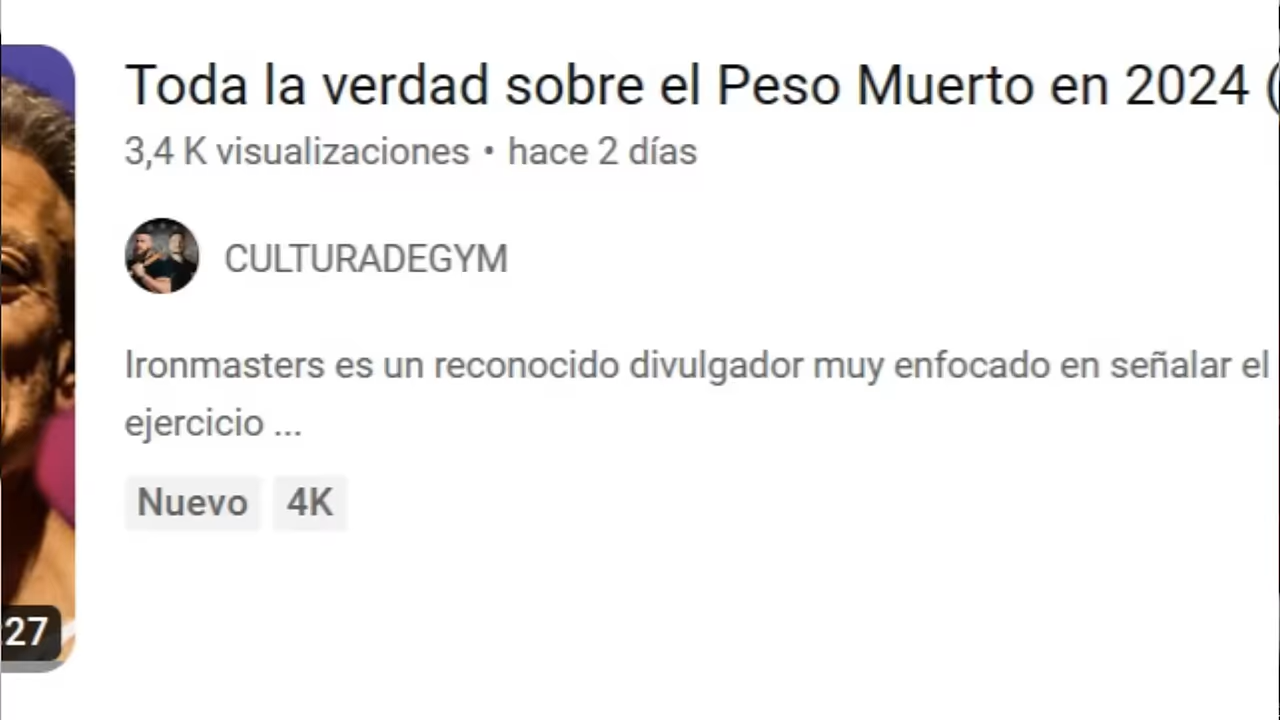 Toda la verdad sobre el Peso Muerto en 2024 (
3,4 K visualizaciones • hace 2 días
CULTURADEGYM
Ironmasters es un reconocido divulgador muy enfocado en señalar el
ejercicio ...
Nuevo 4K
27